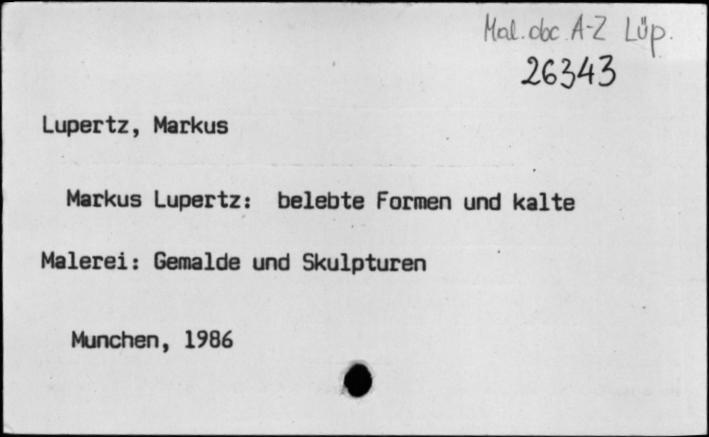 Mal. dbc A-Z Lüp.
26343
Lupertz, Markus
Markus Lupertz: belebte Formen und kalte
Malerei: Gemalde und Skulpturen
Munchen, 1986